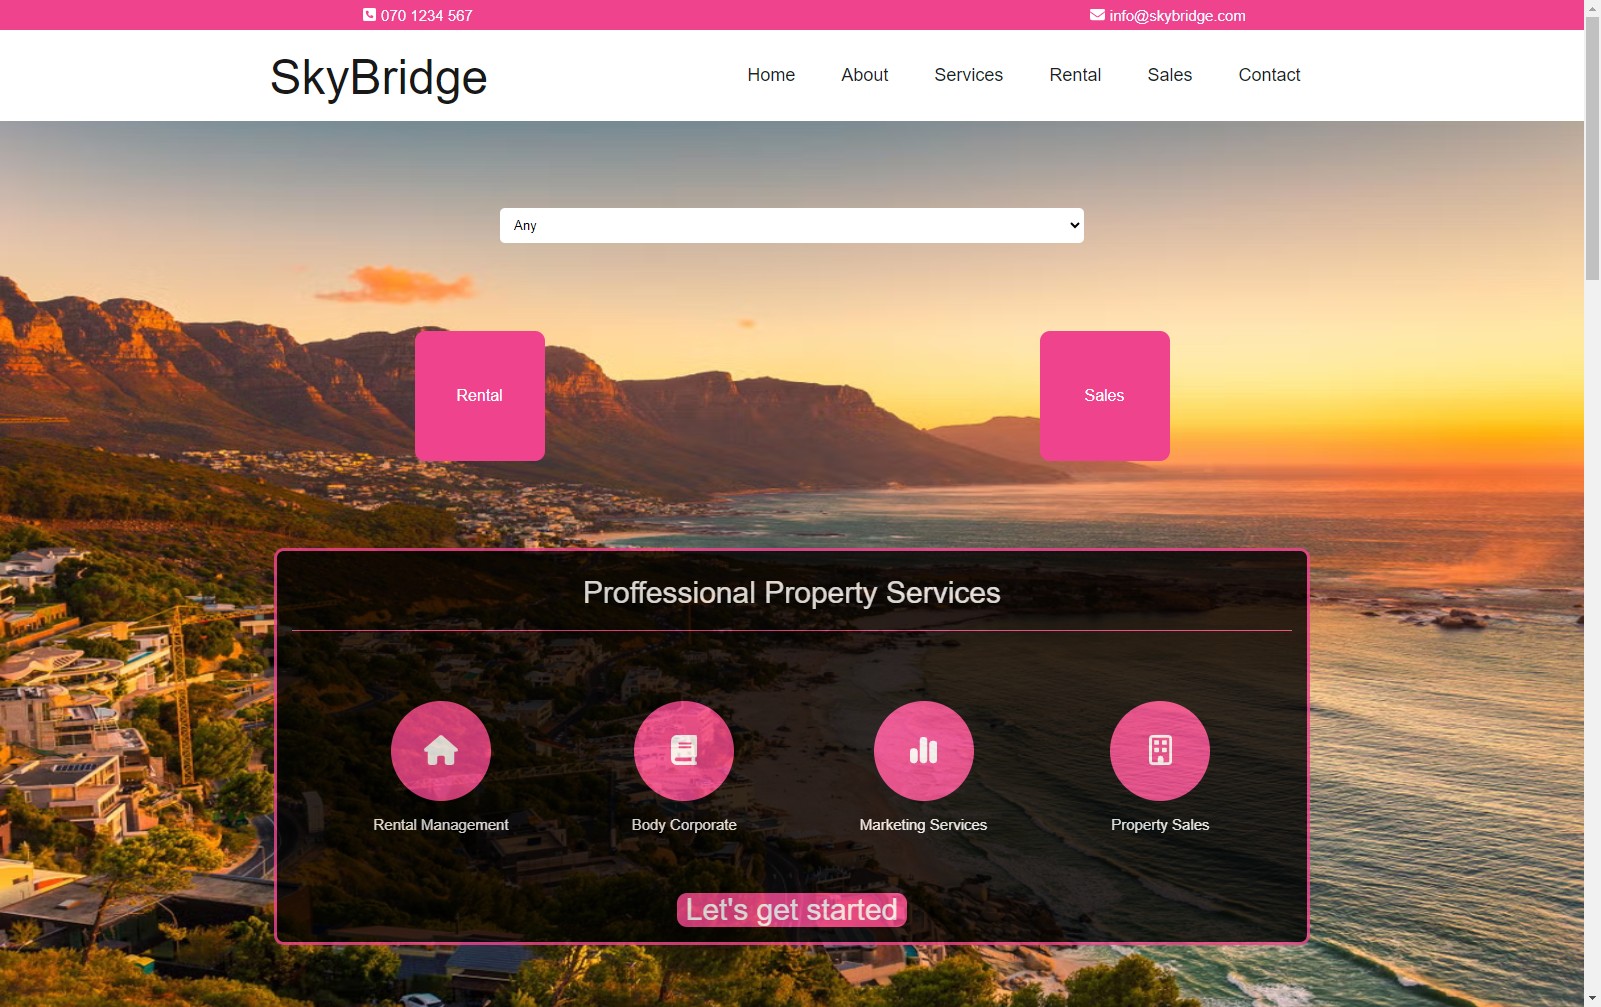 070 1234 567 info@skybridge.com
SkyBridge Home About Services Rental Sales Contact
Any
Rental Sales
Proffessional Property Services
Rental Management Body Corporate Marketing Services Property Sales
Let's get started